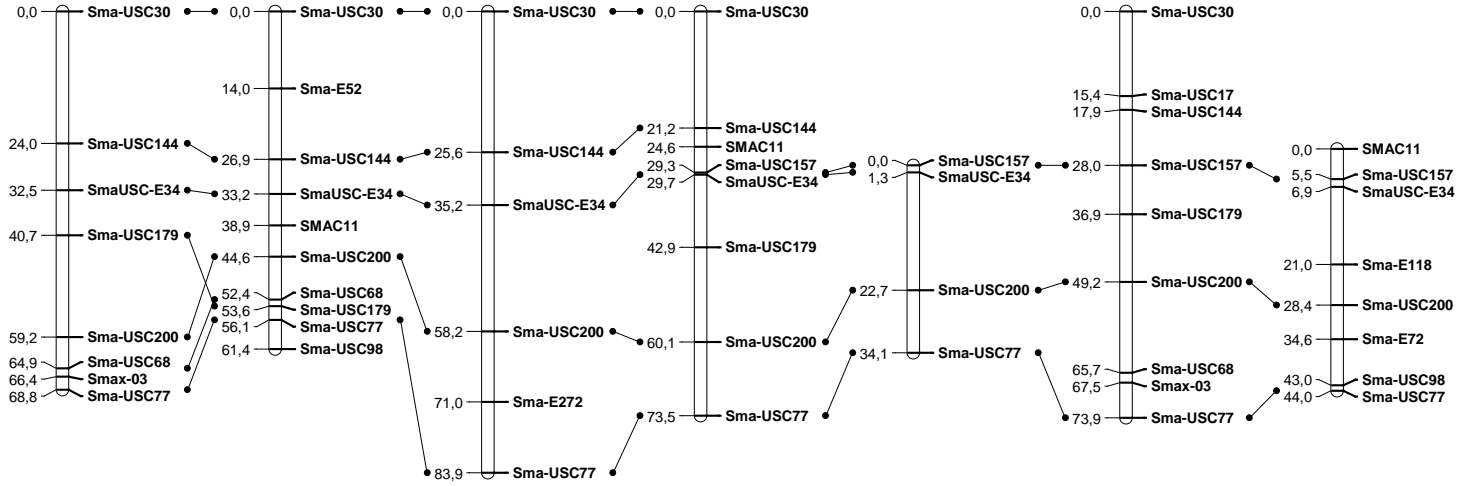 0,0 Sma-USC30
24,0 Sma-USC144
32,5 SmaUSC-E34
40,7 Sma-USC179
59,2 Sma-USC200
64,9 Sma-USC68
66,4 Smax-03
68,8 Sma-USC77
0,0 Sma-USC30
14,0 Sma-E52
26,9 Sma-USC144
33,2 SmaUSC-E34
38,9 SMAC11
44,6 Sma-USC200
52,4 Sma-USC68
53,6 Sma-USC179
56,1 Sma-USC77
61,4 Sma-USC98
0,0 Sma-USC30
25,6 Sma-USC144
35,2 SmaUSC-E34
58,2 Sma-USC200
71,0 Sma-E272
83,9 Sma-USC77
0,0 Sma-USC30
21,2 Sma-USC144
24,6 SMAC11
29,3 Sma-USC157
29,7 SmaUSC-E34
42,9 Sma-USC179
60,1 Sma-USC200
73,5 Sma-USC77
0,0 Sma-USC157
1,3 SmaUSC-E34
22,7 Sma-USC200
34,1 Sma-USC77
0,0 Sma-USC30
15,4 Sma-USC17
17,9 Sma-USC144
28,0 Sma-USC157
36,9 Sma-USC179
49,2 Sma-USC200
65,7 Sma-USC68
67,5 Smax-03
73,9 Sma-USC77
0,0 SMAC11
5,5 Sma-USC157
6,9 SmaUSC-E34
21,0 Sma-E118
28,4 Sma-USC200
34,6 Sma-E72
43,0 Sma-USC98
44,0 Sma-USC77